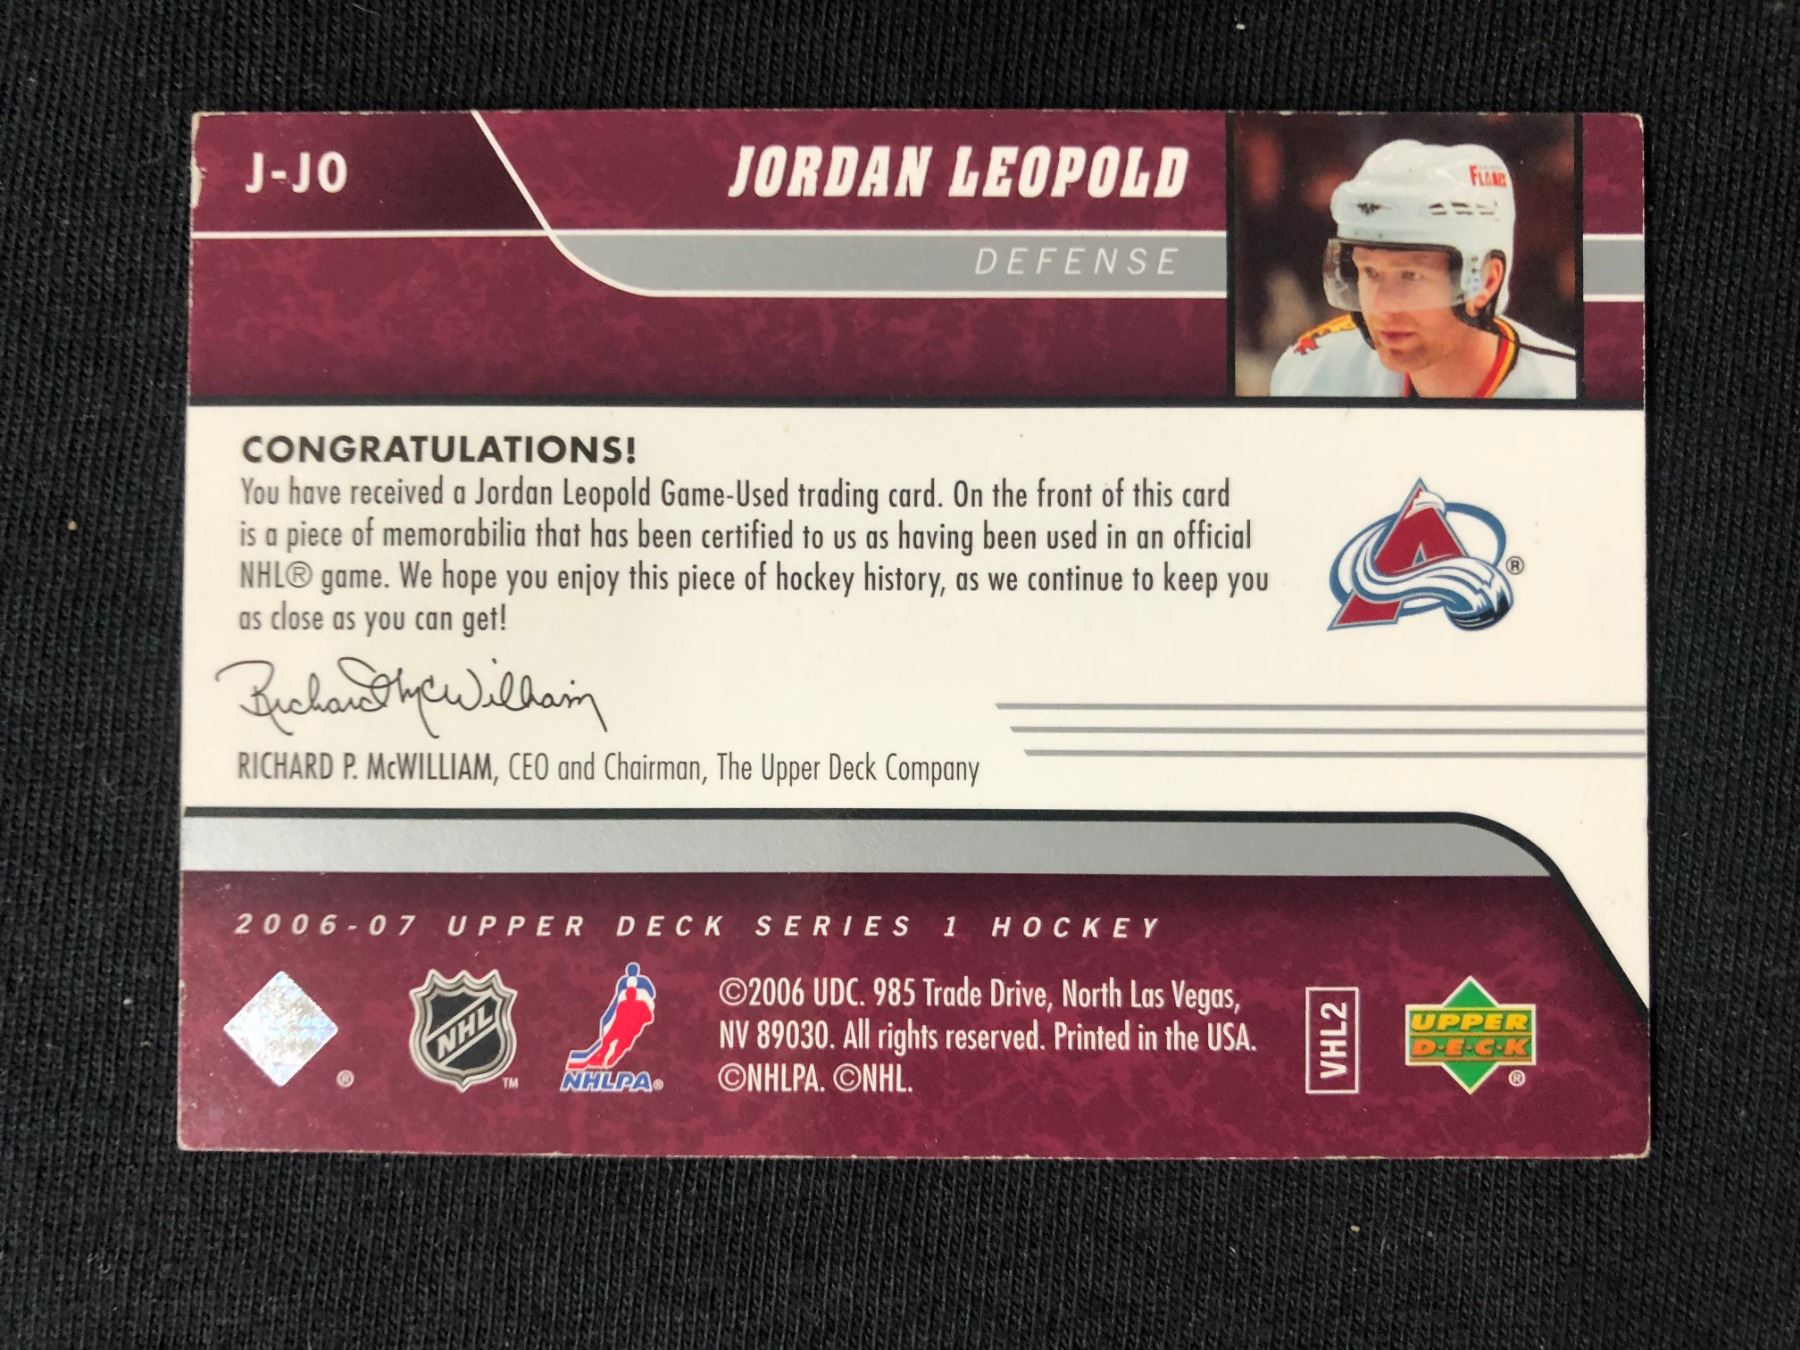 J-JO
JORDAN LEOPOLD
DEFENSE
FLAMES
CONGRATULATIONS!
You have received a Jordan Leopold Game-Used trading card. On the front of this card
is a piece of memorabilia that has been certified to us as having been used in an official
NHL® game. We hope you enjoy this piece of hockey history, as we continue to keep you
as close as you can get!
®
Richard McWilliam
RICHARD P. McWILLIAM, CEO and Chairman, The Upper Deck Company
2006-07 UPPER DECK SERIES 1 HOCKEY
®
NHL
TM
NHLPA®
©2006 UDC. 985 Trade Drive, North Las Vegas,
NV 89030. All rights reserved. Printed in the USA.
©NHLPA. ©NHL.
VHL2
UPPER
DECK
®